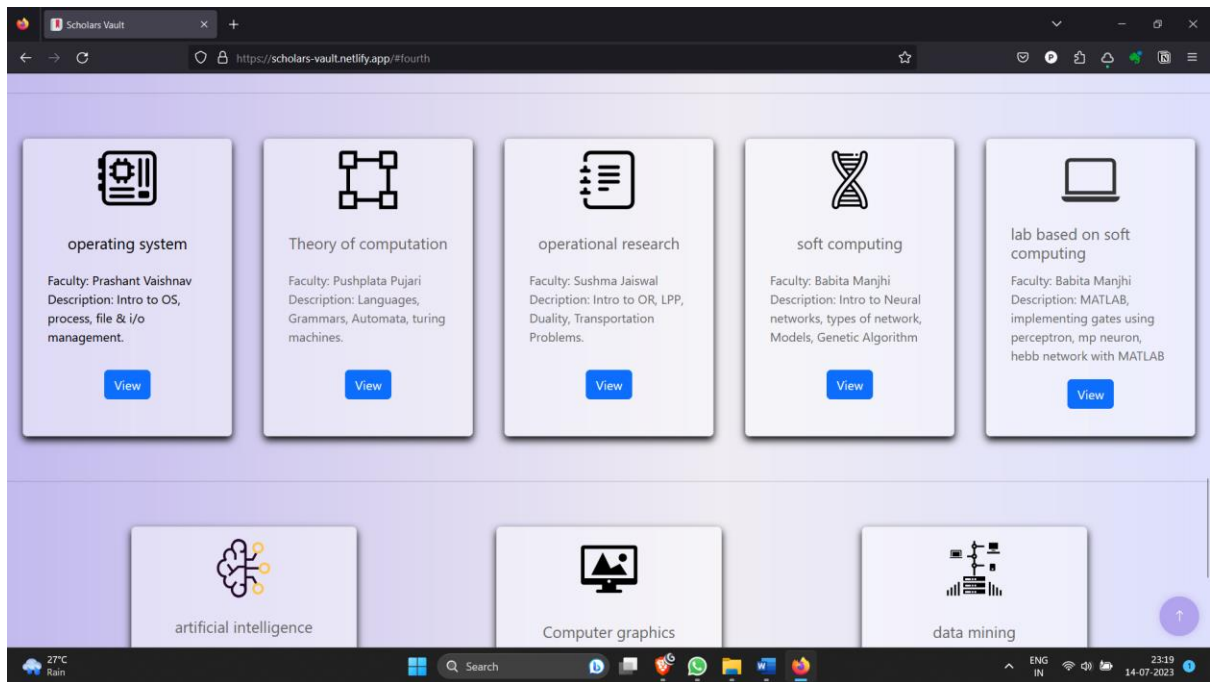 Scholars Vault
https://scholars-vault.netlify.app/#fourth
operating system
Faculty: Prashant Vaishnav
Description: Intro to OS,
process, file & i/o
management.
View
Theory of computation
Faculty: Pushplata Pujari
Description: Languages,
Grammars, Automata, turing
machines.
View
operational research
Faculty: Sushma Jaiswal
Decription: Intro to OR, LPP,
Duality, Transportation
Problems.
View
soft computing
Faculty: Babita Manjhi
Description: Intro to Neural
networks, types of network,
Models, Genetic Algorithm
View
lab based on soft
computing
Faculty: Babita Manjhi
Description: MATLAB,
implementing gates using
perceptron, mp neuron,
hebb network with MATLAB
View
artificial intelligence
Computer graphics
data mining
27°C
Rain
Search
ENG
IN
23:19
14-07-2023
1